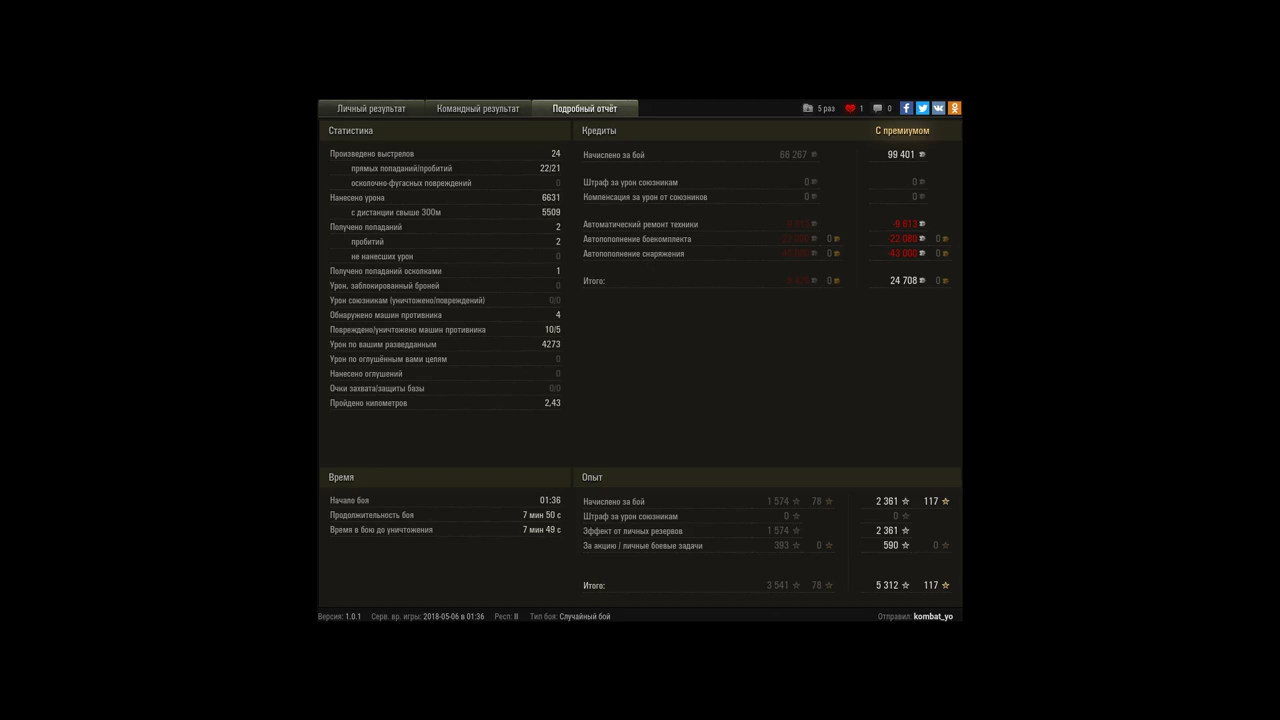 Личный результат Командный результат Подробный отчёт 5 раз 1 0
Статистика
Произведено выстрелов 24
прямых попаданий/пробитий 22/21
осколочно-фугасных повреждений 0
Нанесено урона 6631
с дистанции свыше 300м 5509
Получено попаданий 2
пробитий 2
не нанесших урон 0
Получено попаданий осколками 1
Урон, заблокированный броней 0
Урон союзникам (уничтожено/повреждений) 0/0
Обнаружено машин противника 4
Повреждено/уничтожено машин противника 10/5
Урон по вашим разведданным 4273
Урон по оглушённым вами целям 0
Нанесено оглушений 0
Очки захвата/защиты базы 0/0
Пройдено километров 2,43
Кредиты С премиумом
Начислено за бой 66 267 99 401
Штраф за урон союзникам 0 0
Компенсация за урон от союзников 0 0
Автоматический ремонт техники
Автопополнение боекомплекта 0 0
Автопополнение снаряжения 0 -43 000 0
Итого: 0 24 708 0
Время
Начало боя 01:36
Продолжительность боя 7 мин 50 с
Время в бою до уничтожения 7 мин 49 с
Опыт
Начислено за бой 1 574 78 2 361 117
Штраф за урон союзникам 0 0
Эффект от личных резервов 1 574 2 361
За акцию / личные боевые задачи 393 0 590 0
Итого: 3 541 78 5 312 117
Версия: 1.0.1 Серв. вр. игры: 2018-05-06 в 01:36 Респ: II Тип боя: Случайный бой Отправил: kombat_yo